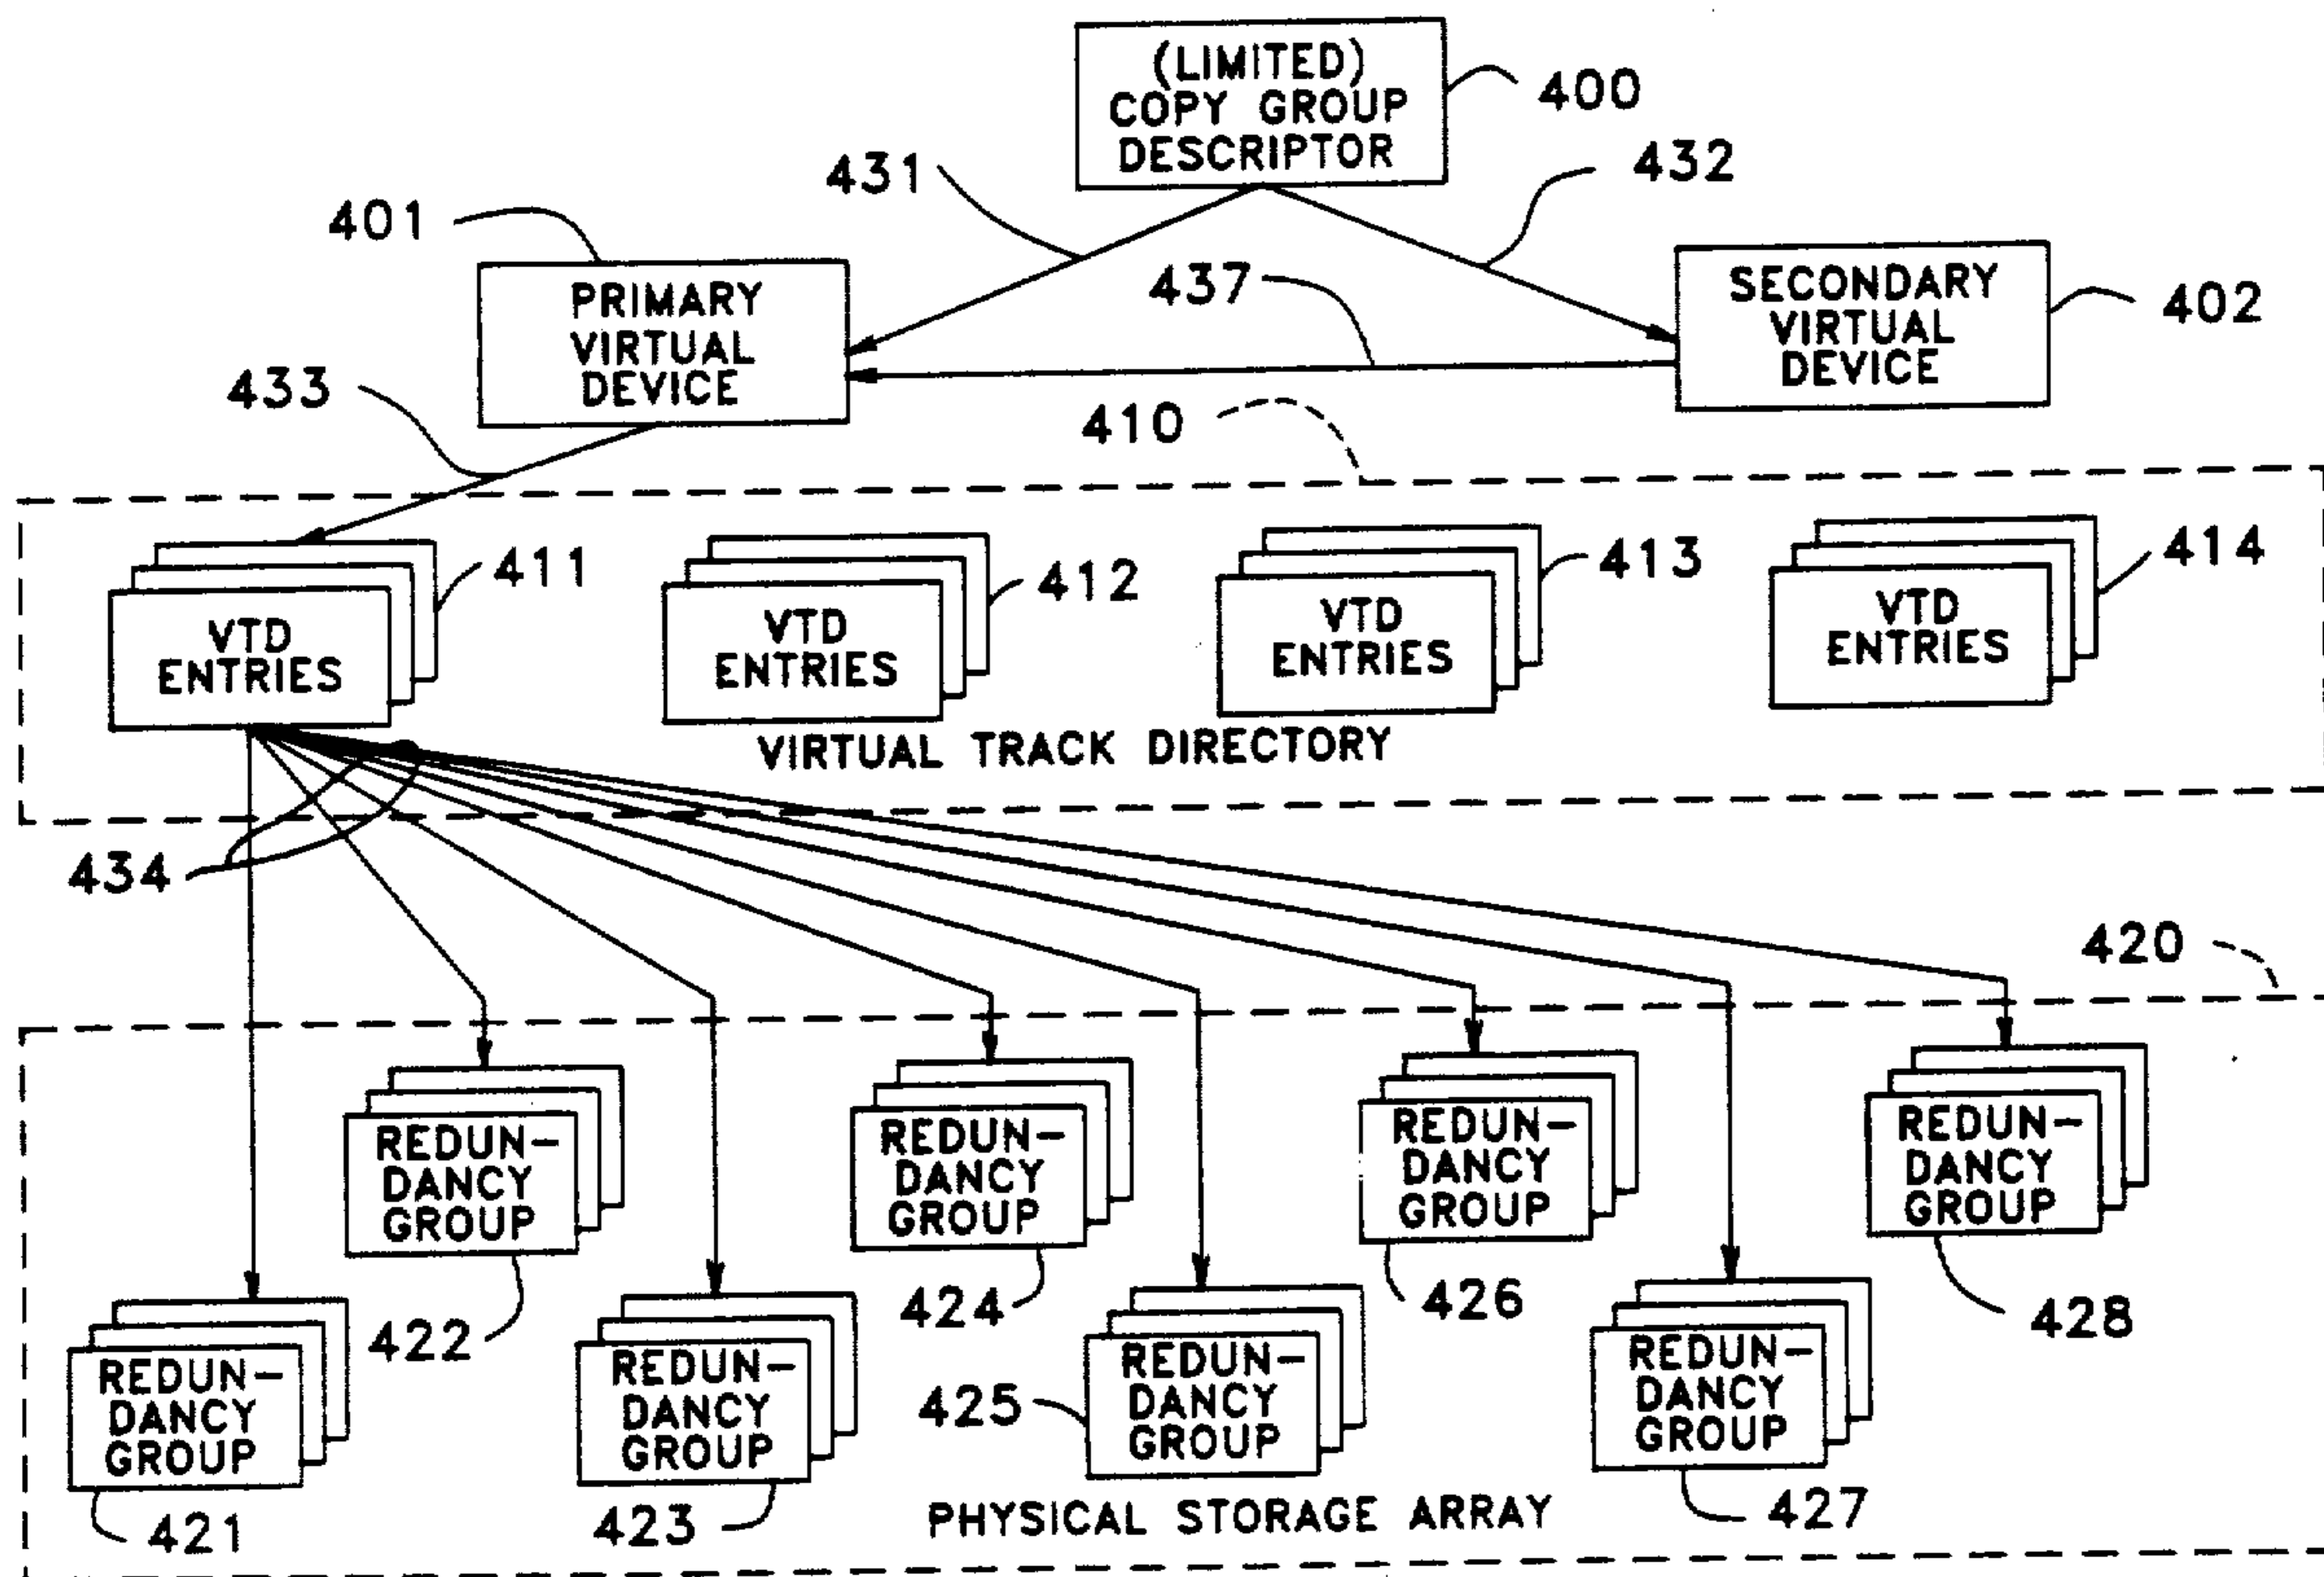 (LIMITED)
COPY GROUP
DESCRIPTOR
400
431
432
401
PRIMARY
VIRTUAL
DEVICE
437
SECONDARY
VIRTUAL
DEVICE
402
433
410
VTD
ENTRIES
411
VTD
ENTRIES
412
VTD
ENTRIES
413
VTD
ENTRIES
414
VIRTUAL TRACK DIRECTORY
434
420
REDUN-
DANCY
GROUP
422
REDUN-
DANCY
GROUP
424
REDUN-
DANCY
GROUP
426
REDUN-
DANCY
GROUP
428
REDUN-
DANCY
GROUP
421
REDUN-
DANCY
GROUP
423
REDUN-
DANCY
GROUP
425
REDUN-
DANCY
GROUP
427
PHYSICAL STORAGE ARRAY